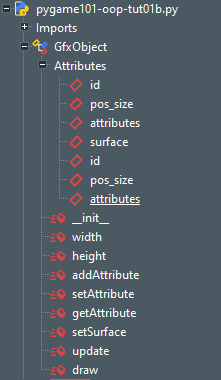 pygame101-oop-tut01b.py
Imports
GfxObject
Attributes
id
pos_size
attributes
surface
id
pos_size
attributes
__init__
width
height
addAttribute
setAttribute
getAttribute
setSurface
update
draw